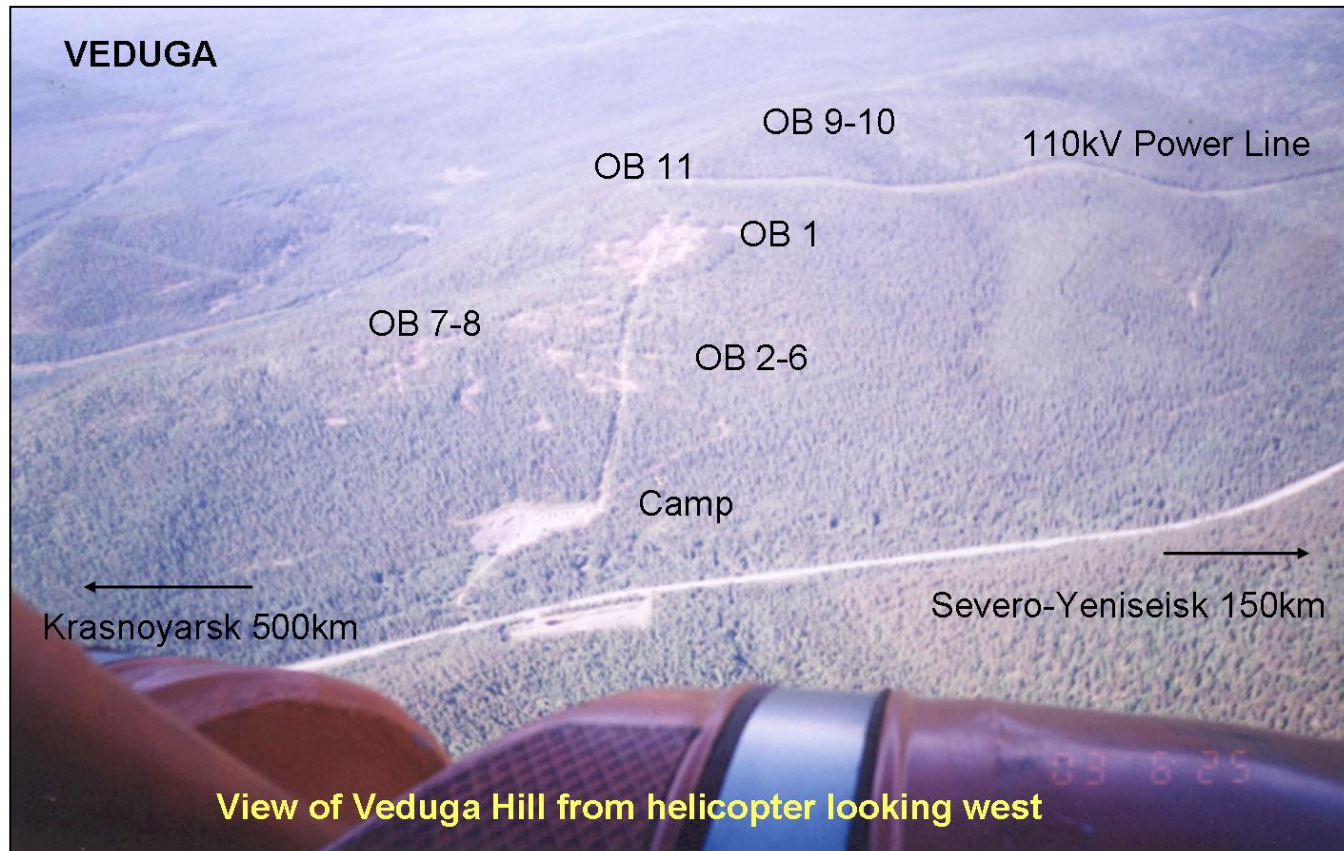 VEDUGA
OB 9-10
110kV Power Line
OB 11
OB 1
OB 7-8
OB 2-6
Camp
Krasnoyarsk 500km
Severo-Yeniseisk 150km
03 6 25
View of Veduga Hill from helicopter looking west